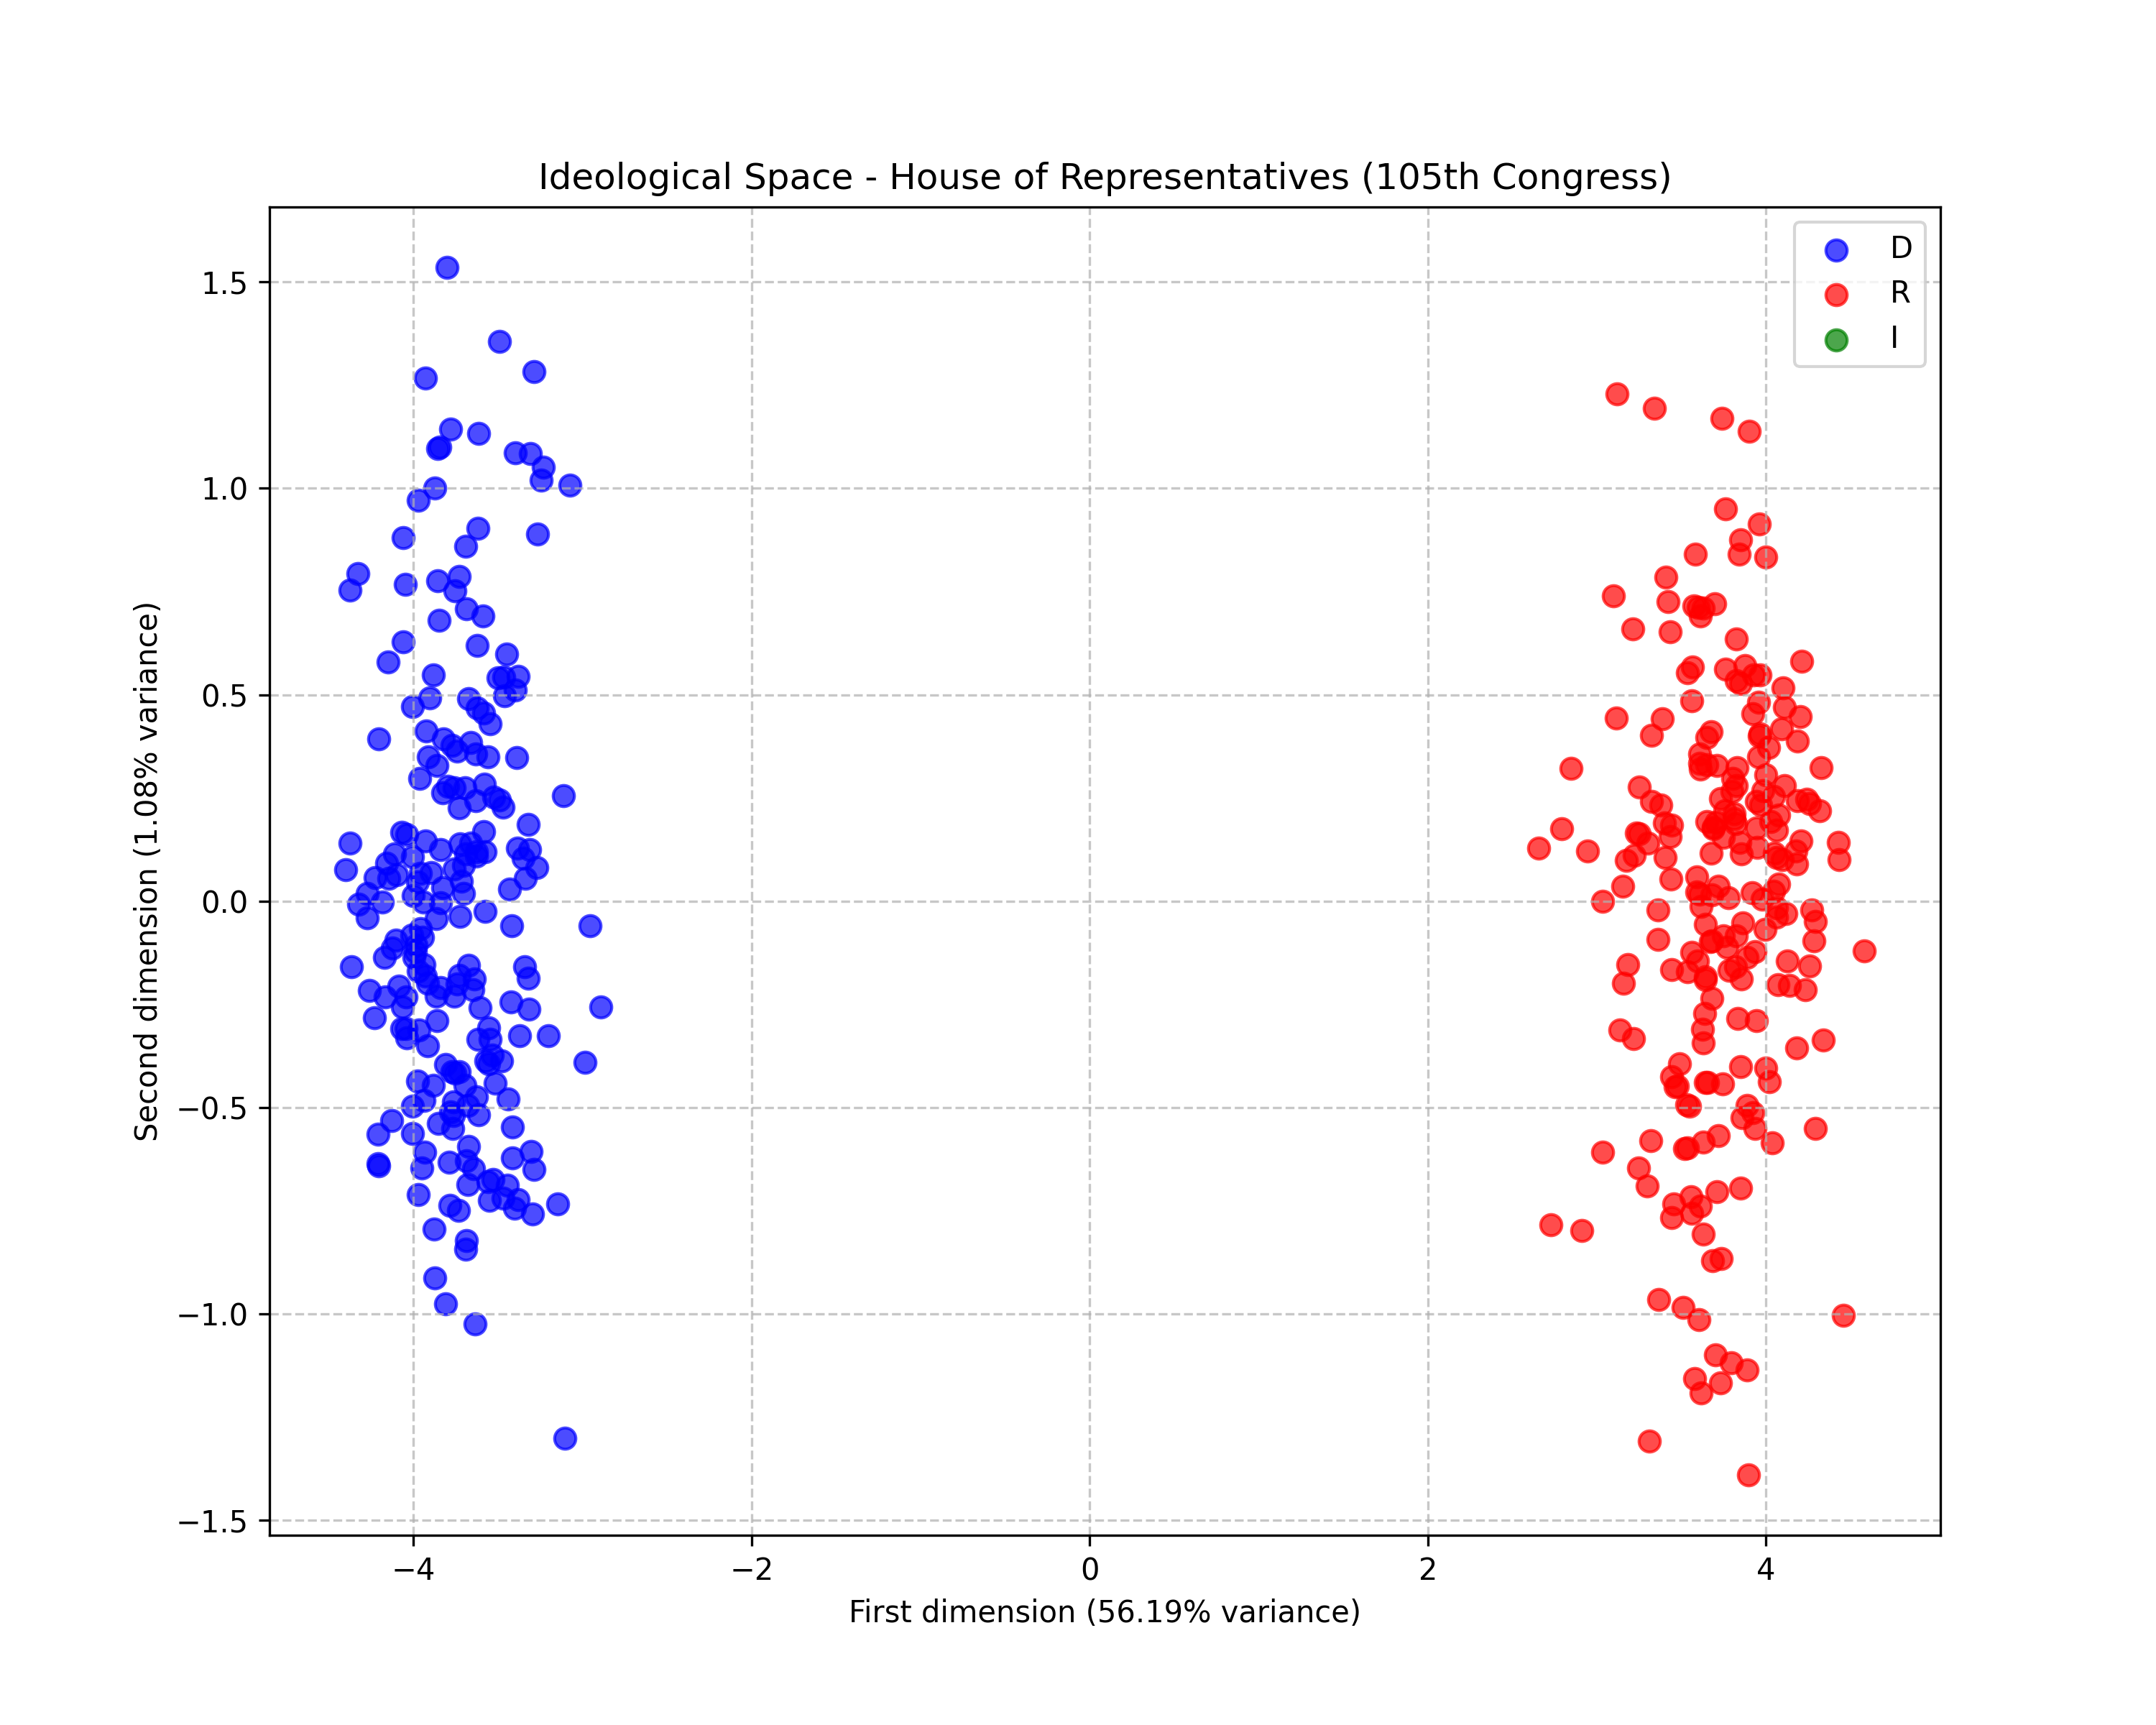 Ideological Space - House of Representatives (105th Congress)
D
R
I
Second dimension (1.08% variance)
1.5
1.0
0.5
0.0
−0.5
−1.0
−1.5
−4
−2
0
2
4
First dimension (56.19% variance)